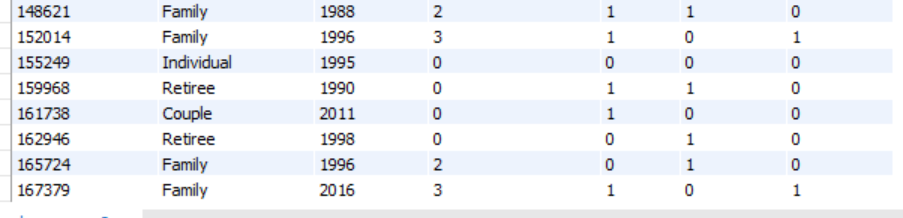 148621 Family 1988 2 1 1 0
152014 Family 1996 3 1 0 1
155249 Individual 1995 0 0 0 0
159968 Retiree 1990 0 1 1 0
161738 Couple 2011 0 1 0 0
162946 Retiree 1998 0 0 1 0
165724 Family 1996 2 0 1 0
167379 Family 2016 3 1 0 1